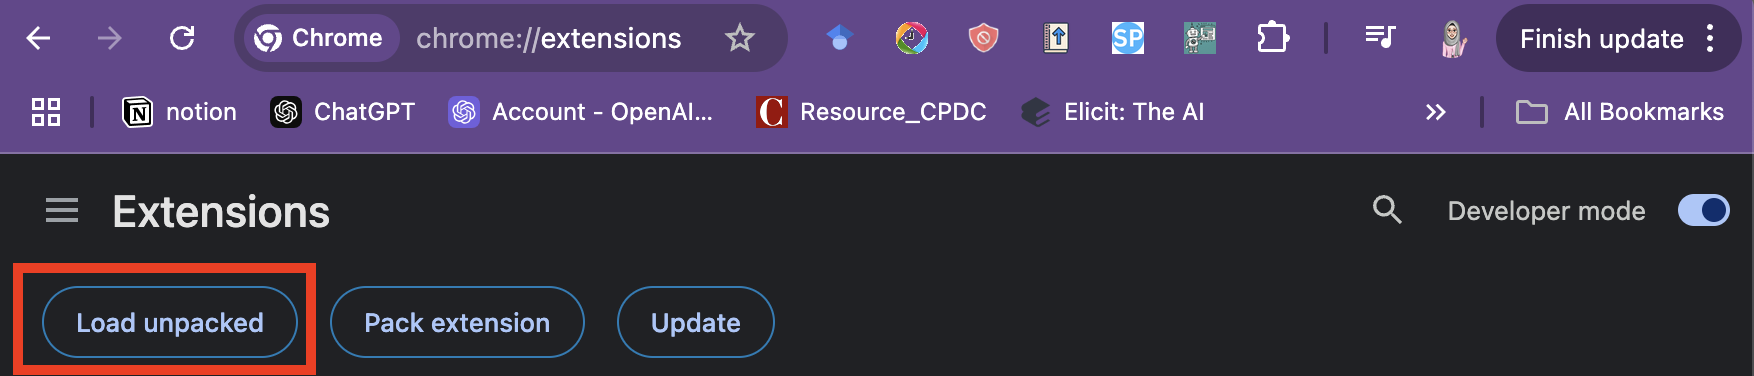 Chrome chrome://extensions SP Finish update
notion ChatGPT Account - OpenAI... C Resource_CPDC Elicit: The AI All Bookmarks
Extensions Developer mode
Load unpacked Pack extension Update